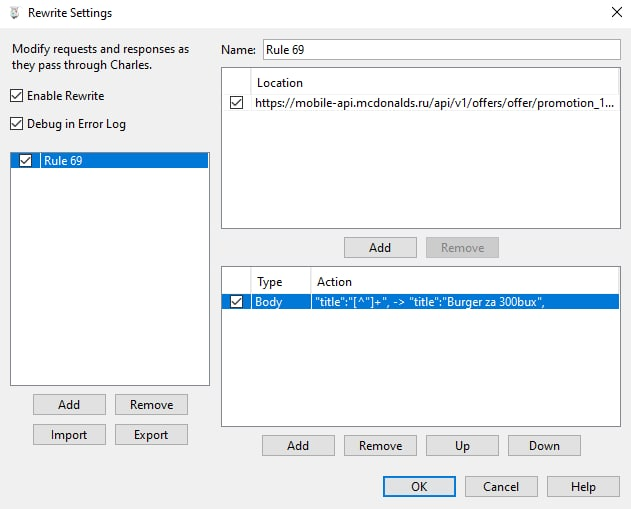 Rewrite Settings
Modify requests and responses as
they pass through Charles.
Enable Rewrite
Debug in Error Log
Rule 69
Add
Remove
Import
Export
Name:
Rule 69
Location
https://mobile-api.mcdonalds.ru/api/v1/offers/offer/promotion_1...
Add
Remove
Type
Action
Body
"title":"[^"]+", -> "title":"Burger za 300bux",
Add
Remove
Up
Down
OK
Cancel
Help